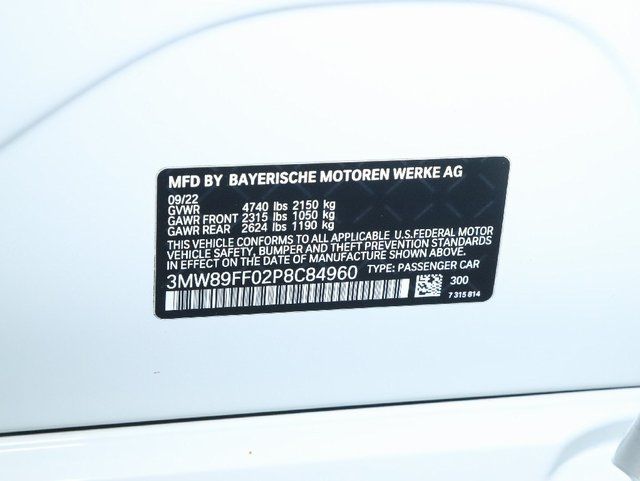 MFD BY BAYERISCHE MOTOREN WERKE AG
09/22
GVWR 4740 lbs 2150 kg
GAWR FRONT 2315 lbs 1050 kg
GAWR REAR 2624 lbs 1190 kg
THIS VEHICLE CONFORMS TO ALL APPLICABLE U.S.FEDERAL MOTOR
VEHICLE SAFETY, BUMPER AND THEFT PREVENTION STANDARDS IN
EFFECT ON THE DATE OF MANUFACTURE SHOWN ABOVE.
3MW89FF02P8C84960 TYPE: PASSENGER CAR
300
7 315 814